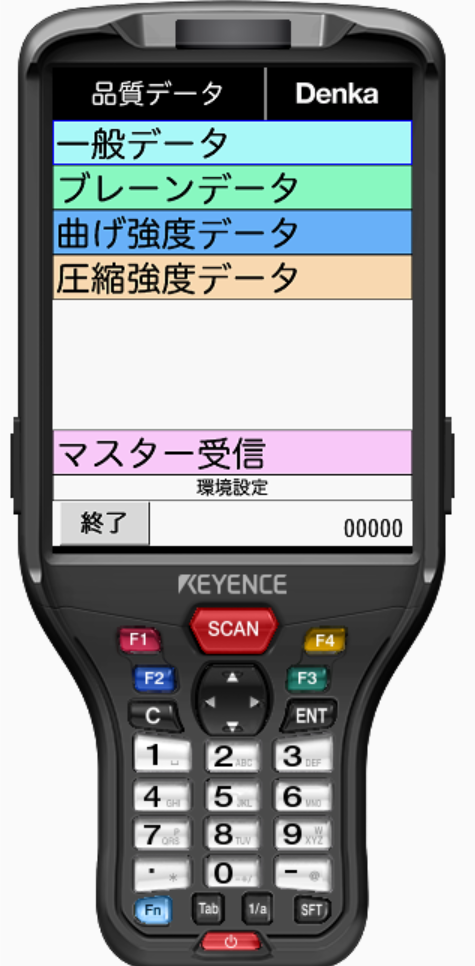 品質データ Denka
一般データ
ブレーンデータ
曲げ強度データ
圧縮強度データ
マスター受信
環境設定
終了 00000
KEYENCE
F1 SCAN F4
F2 F3
C ENT
1 2 ABC 3 DEF
4 GHI 5 JKL 6 MNO
7 PQRS 8 TUV 9 WXYZ
. * 0 - @
Fn Tab 1/a SFT